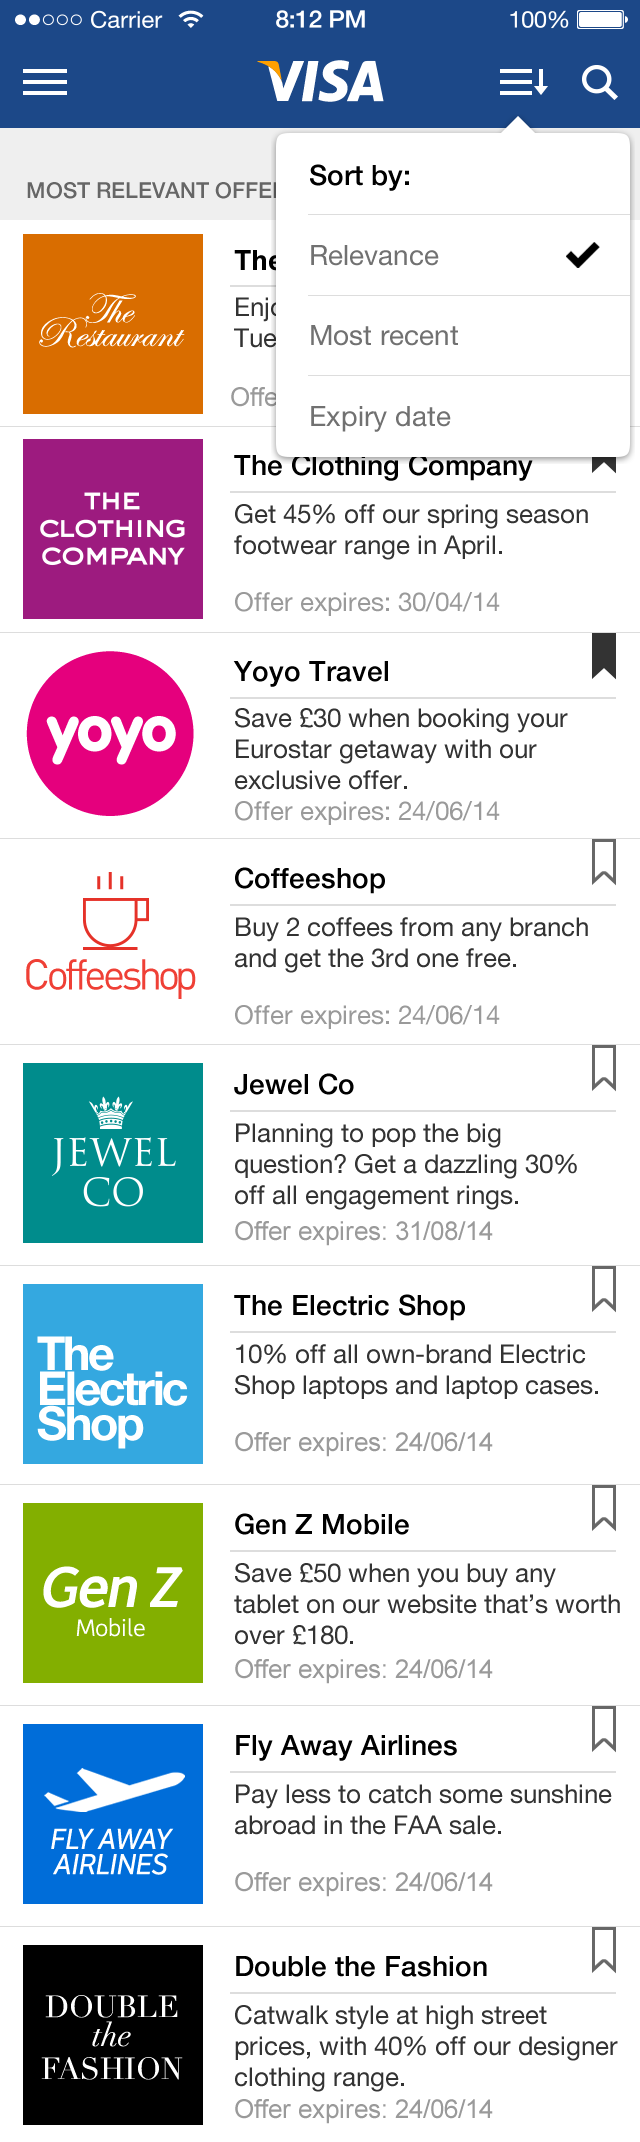 Carrier 8:12 PM 100%
VISA
Sort by:
Relevance
Most recent
Expiry date
MOST RELEVANT
The
Restaurant
The
Tue
THE
CLOTHING
COMPANY
The Clothing Company
Get 45% off our spring season
footwear range in April.
Offer expires: 30/04/14
yoyo
Yoyo Travel
Save £30 when booking your
Eurostar getaway with our
exclusive offer.
Offer expires: 24/06/14
Coffeeshop
Coffeeshop
Buy 2 coffees from any branch
and get the 3rd one free.
Offer expires: 24/06/14
JEWEL
CO
Jewel Co
Planning to pop the big
question? Get a dazzling 30%
off all engagement rings.
Offer expires: 31/08/14
The
Electric
Shop
The Electric Shop
10% off all own-brand Electric
Shop laptops and laptop cases.
Offer expires: 24/06/14
Gen Z
Mobile
Gen Z Mobile
Save £50 when you buy any
tablet on our website that’s worth
over £180.
Offer expires: 24/06/14
FLY AWAY
AIRLINES
Fly Away Airlines
Pay less to catch some sunshine
abroad in the FAA sale.
Offer expires: 24/06/14
DOUBLE
the
FASHION
Double the Fashion
Catwalk style at high street
prices, with 40% off our designer
clothing range.
Offer expires: 24/06/14